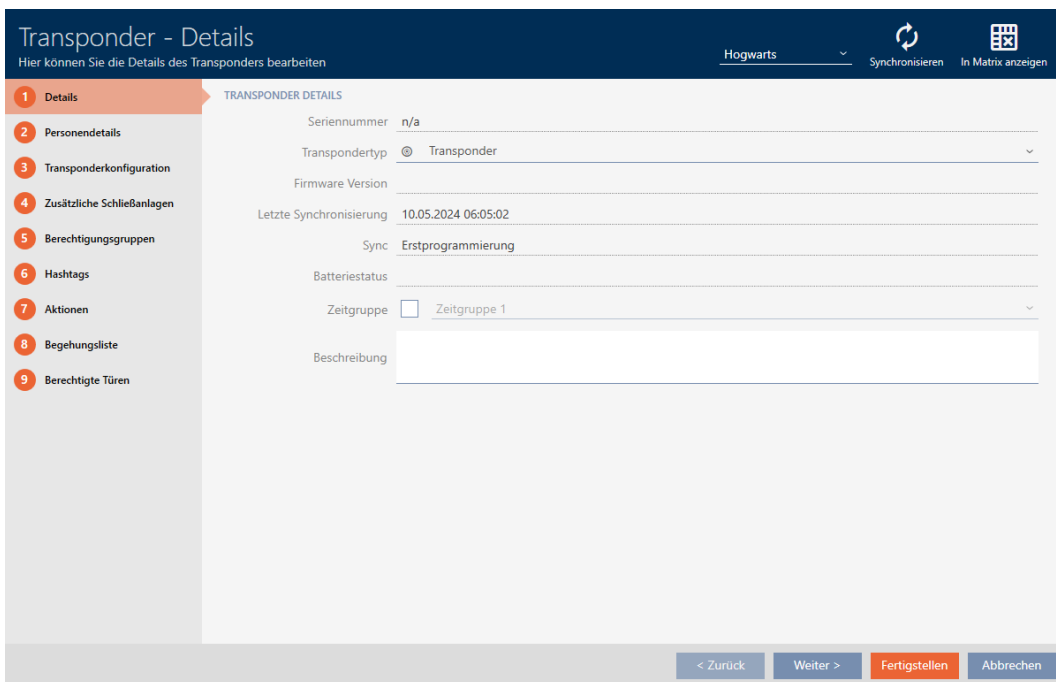 Transponder - Details
Hier können Sie die Details des Transponders bearbeiten
Hogwarts
Synchronisieren
In Matrix anzeigen
1 Details
2 Personendetails
3 Transponderkonfiguration
4 Zusätzliche Schließanlagen
5 Berechtigungsgruppen
6 Hashtags
7 Aktionen
8 Begehungsliste
9 Berechtigte Türen
TRANSPONDER DETAILS
Seriennummer n/a
Transpondertyp Transponder
Firmware Version
Letzte Synchronisierung 10.05.2024 06:05:02
Sync Erstprogrammierung
Batteriestatus
Zeitgruppe Zeitgruppe 1
Beschreibung
< Zurück
Weiter >
Fertigstellen
Abbrechen